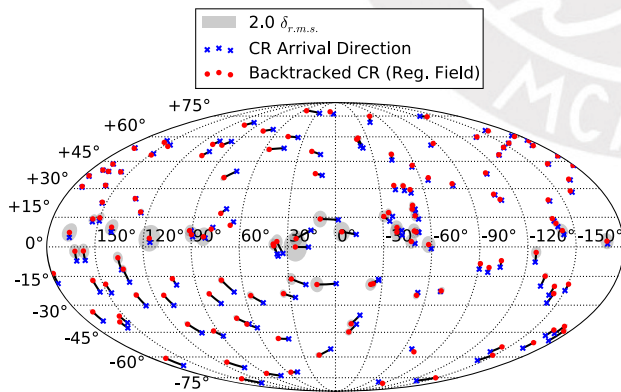 2.0 δr.m.s.
CR Arrival Direction
Backtracked CR (Reg. Field)
+75°
+60°
+45°
+30°
+15°
0°
-15°
-30°
-45°
-60°
-75°
150° 120° 90° 60° 30° 0° -30° -60° -90° -120° -150°
MC